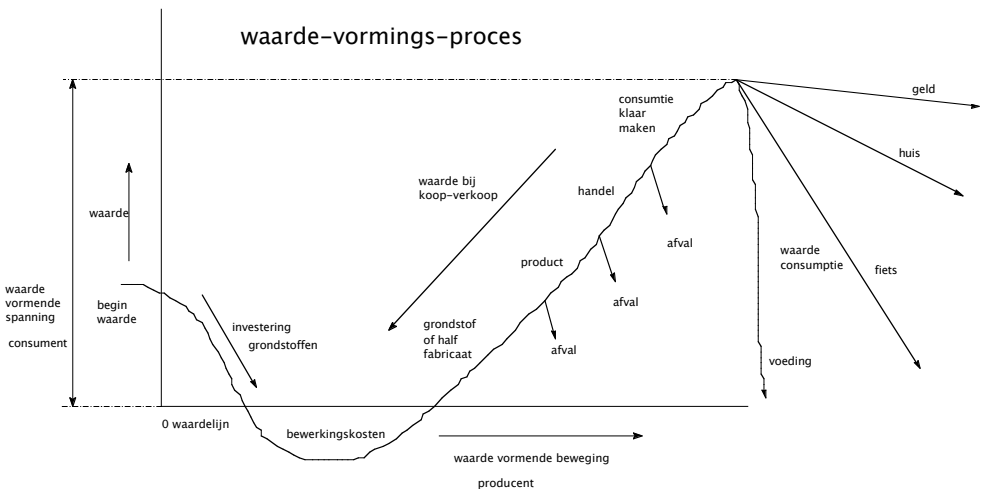 waarde-vormings-proces
geld
consumtie
klaar
maken
huis
waarde bij
koop-verkoop
handel
waarde
afval
waarde
consumptie
product
fiets
waarde
vormende
spanning
consument
begin
waarde
afval
investering
grondstoffen
grondstof
of half
fabricaat
afval
voeding
0 waardelijn
bewerkingskosten
waarde vormende beweging
producent